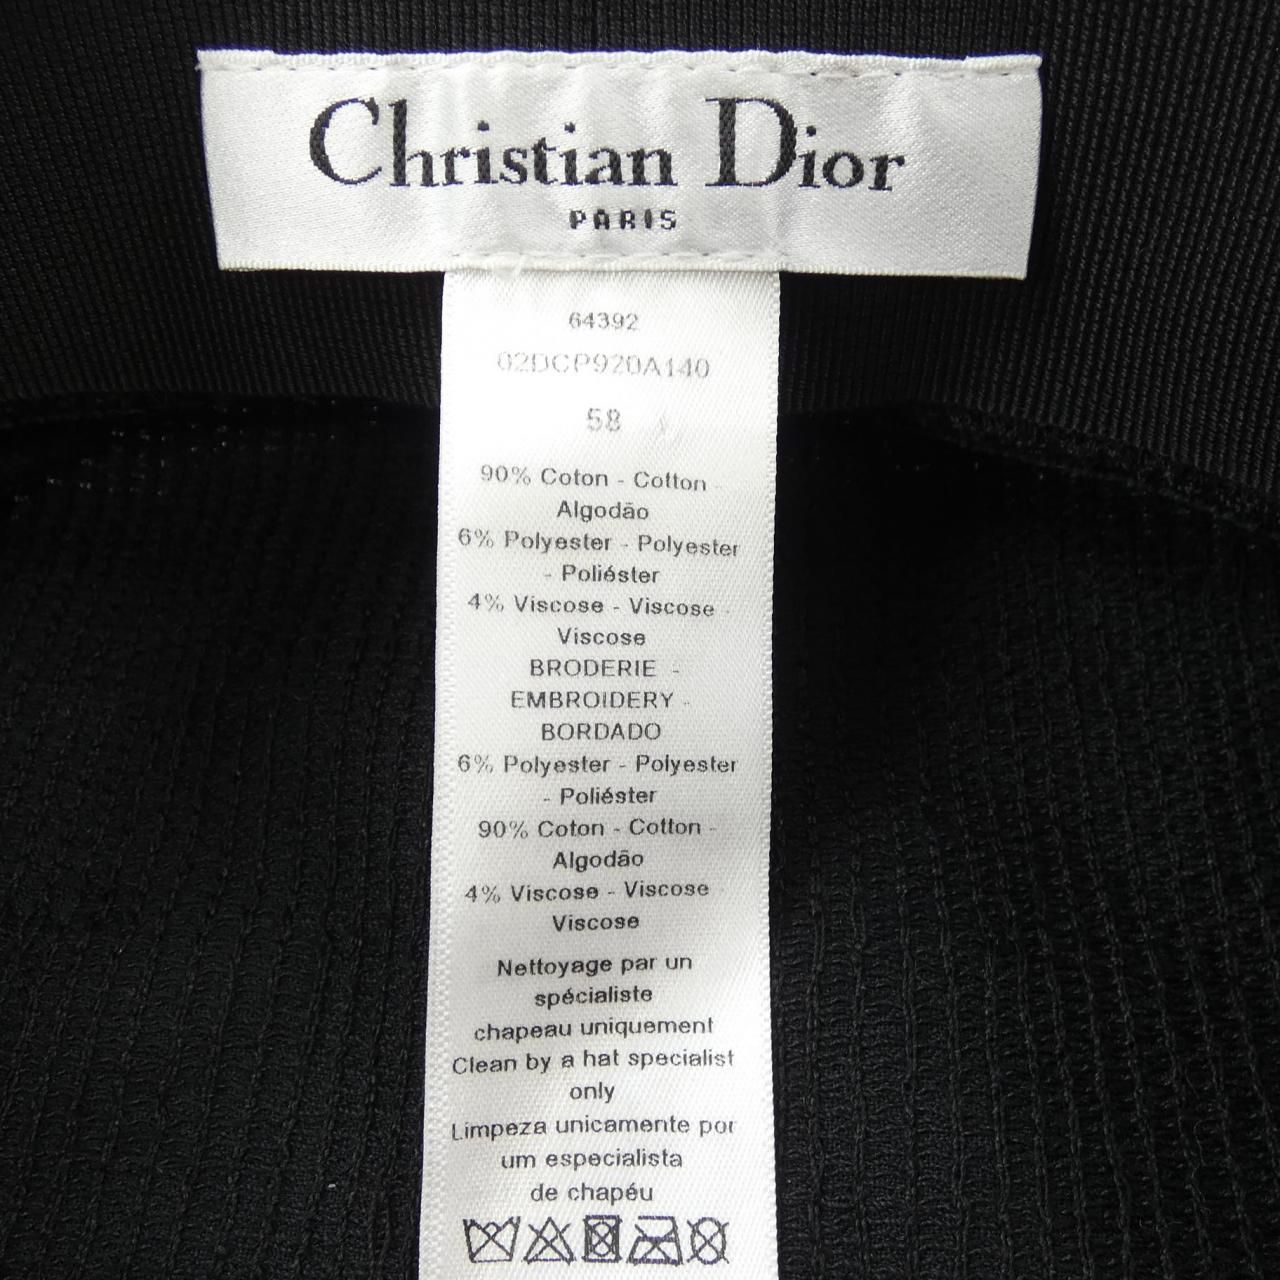 Christian Dior
PARIS
64392
02DCP920A140
58
90% Coton - Cotton -
Algodão
6% Polyester - Polyester
- Poliéster
4% Viscose - Viscose -
Viscose
BRODERIE -
EMBROIDERY -
BORDADO
6% Polyester - Polyester
- Poliéster
90% Coton - Cotton -
Algodão
4% Viscose - Viscose
Viscose
Nettoyage par un
spécialiste
chapeau uniquement
Clean by a hat specialist
only
Limpeza unicamente por
um especialista
de chapéu